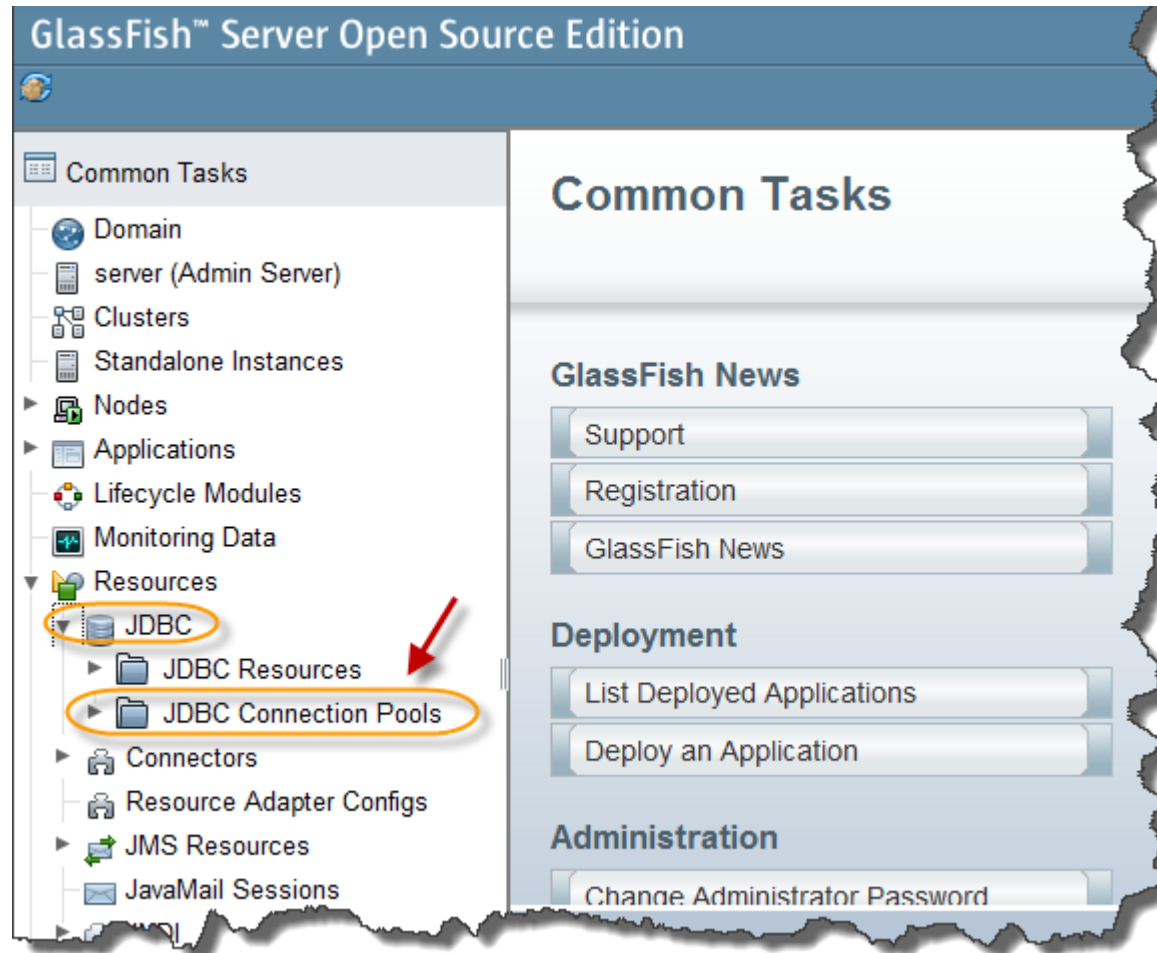 GlassFish™ Server Open Source Edition
Common Tasks
Domain
server (Admin Server)
Clusters
Standalone Instances
Nodes
Applications
Lifecycle Modules
Monitoring Data
Resources
JDBC
JDBC Resources
JDBC Connection Pools
Connectors
Resource Adapter Configs
JMS Resources
JavaMail Sessions
Common Tasks
GlassFish News
Support
Registration
GlassFish News
Deployment
List Deployed Applications
Deploy an Application
Administration
Change Administrator Password